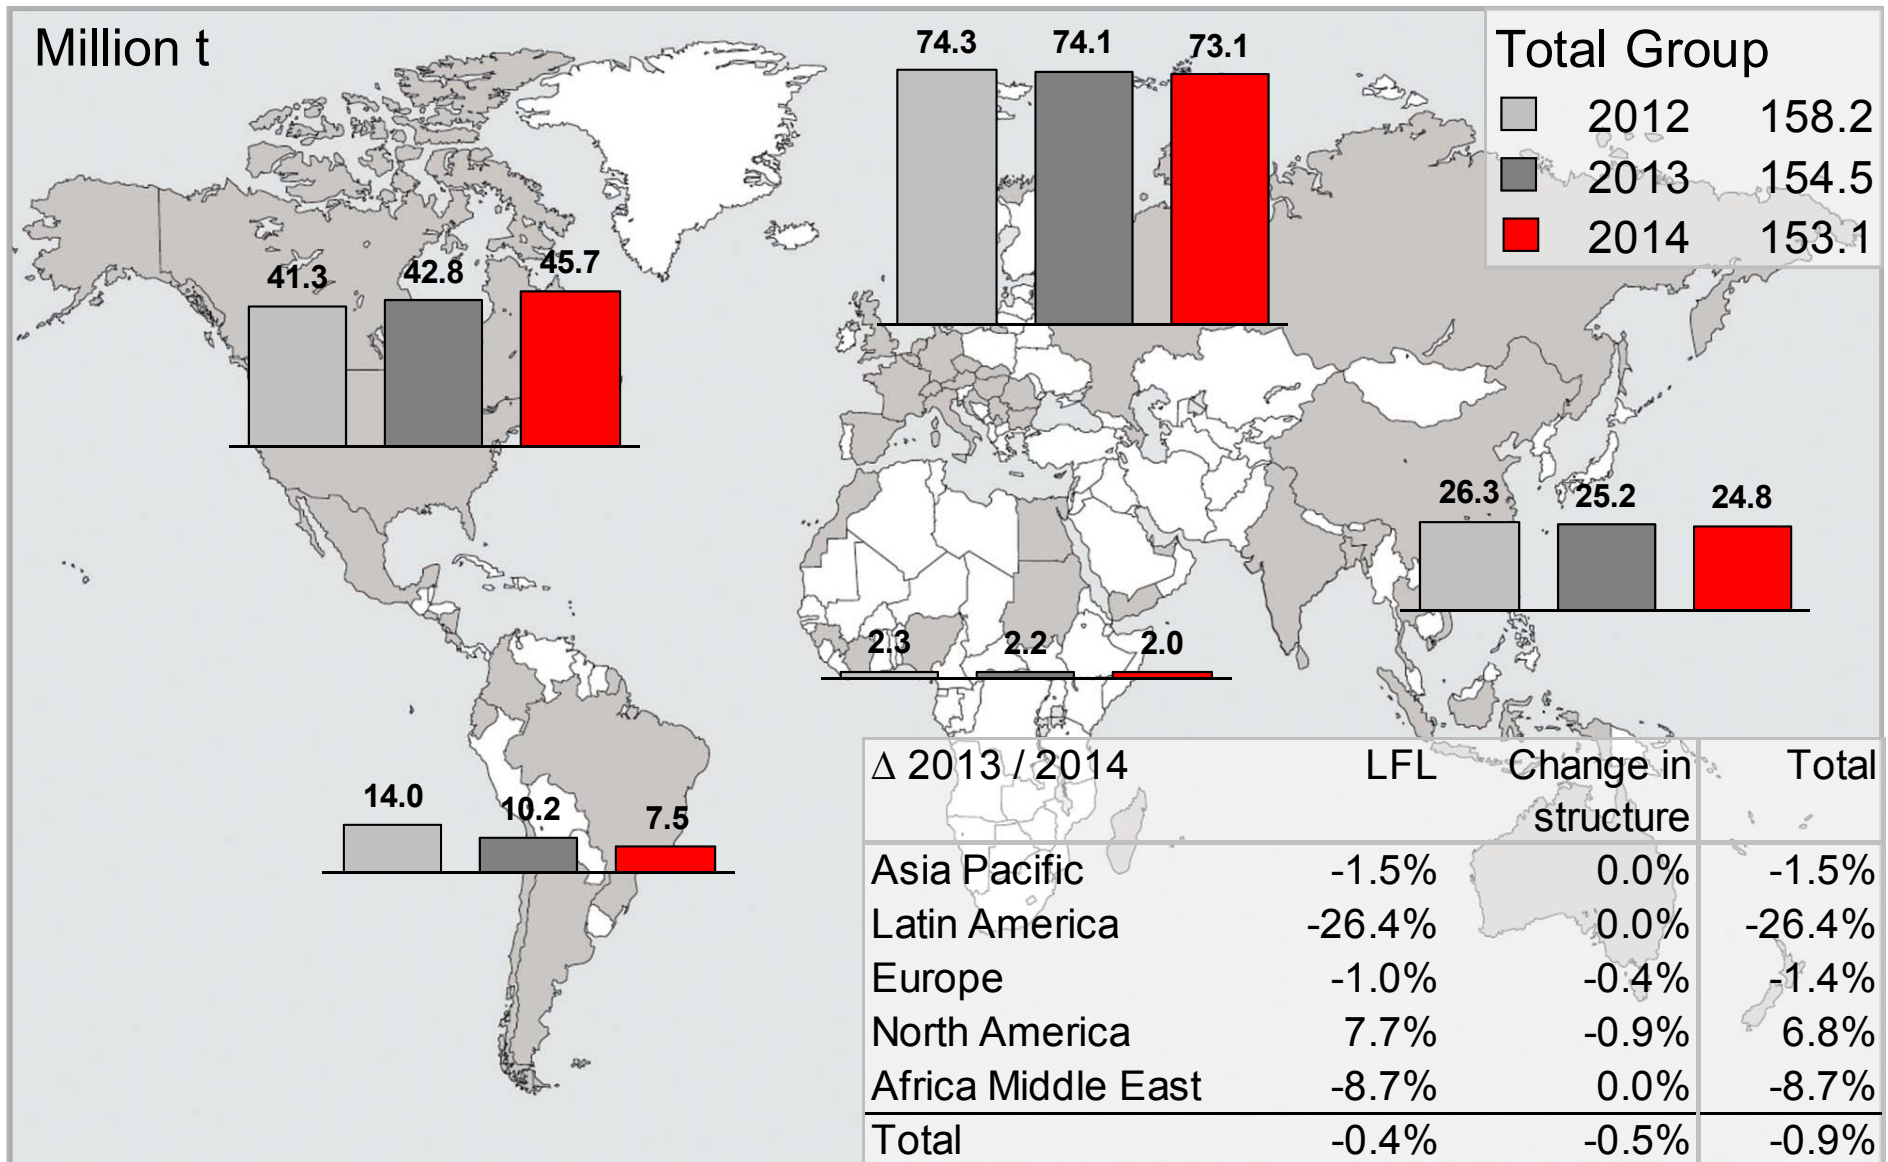 Million t
74.3 74.1 73.1
Total Group
2012 158.2
2013 154.5
2014 153.1
41.3 42.8 45.7
26.3 25.2 24.8
2.3 2.2 2.0
14.0 10.2 7.5
Δ 2013 / 2014 LFL Change in structure Total
Asia Pacific -1.5% 0.0% -1.5%
Latin America -26.4% 0.0% -26.4%
Europe -1.0% -0.4% -1.4%
North America 7.7% -0.9% 6.8%
Africa Middle East -8.7% 0.0% -8.7%
Total -0.4% -0.5% -0.9%